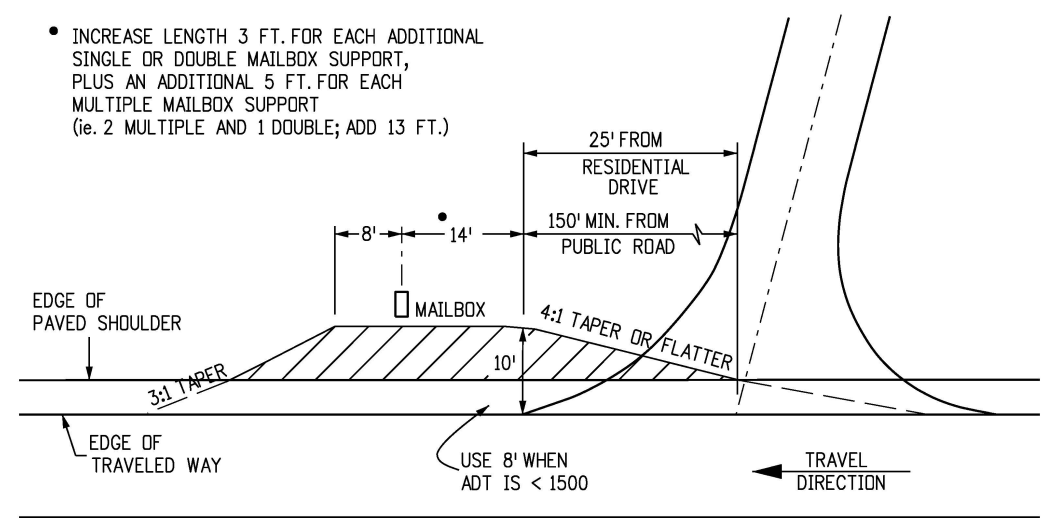 • INCREASE LENGTH 3 FT. FOR EACH ADDITIONAL
SINGLE OR DOUBLE MAILBOX SUPPORT,
PLUS AN ADDITIONAL 5 FT. FOR EACH
MULTIPLE MAILBOX SUPPORT
(ie. 2 MULTIPLE AND 1 DOUBLE; ADD 13 FT.)
25' FROM
RESIDENTIAL
DRIVE
150' MIN. FROM
PUBLIC ROAD
•
8'
14'
MAILBOX
EDGE OF
PAVED SHOULDER
4:1 TAPER OR FLATTER
10'
3:1 TAPER
EDGE OF
TRAVELED WAY
USE 8' WHEN
ADT IS < 1500
TRAVEL
DIRECTION